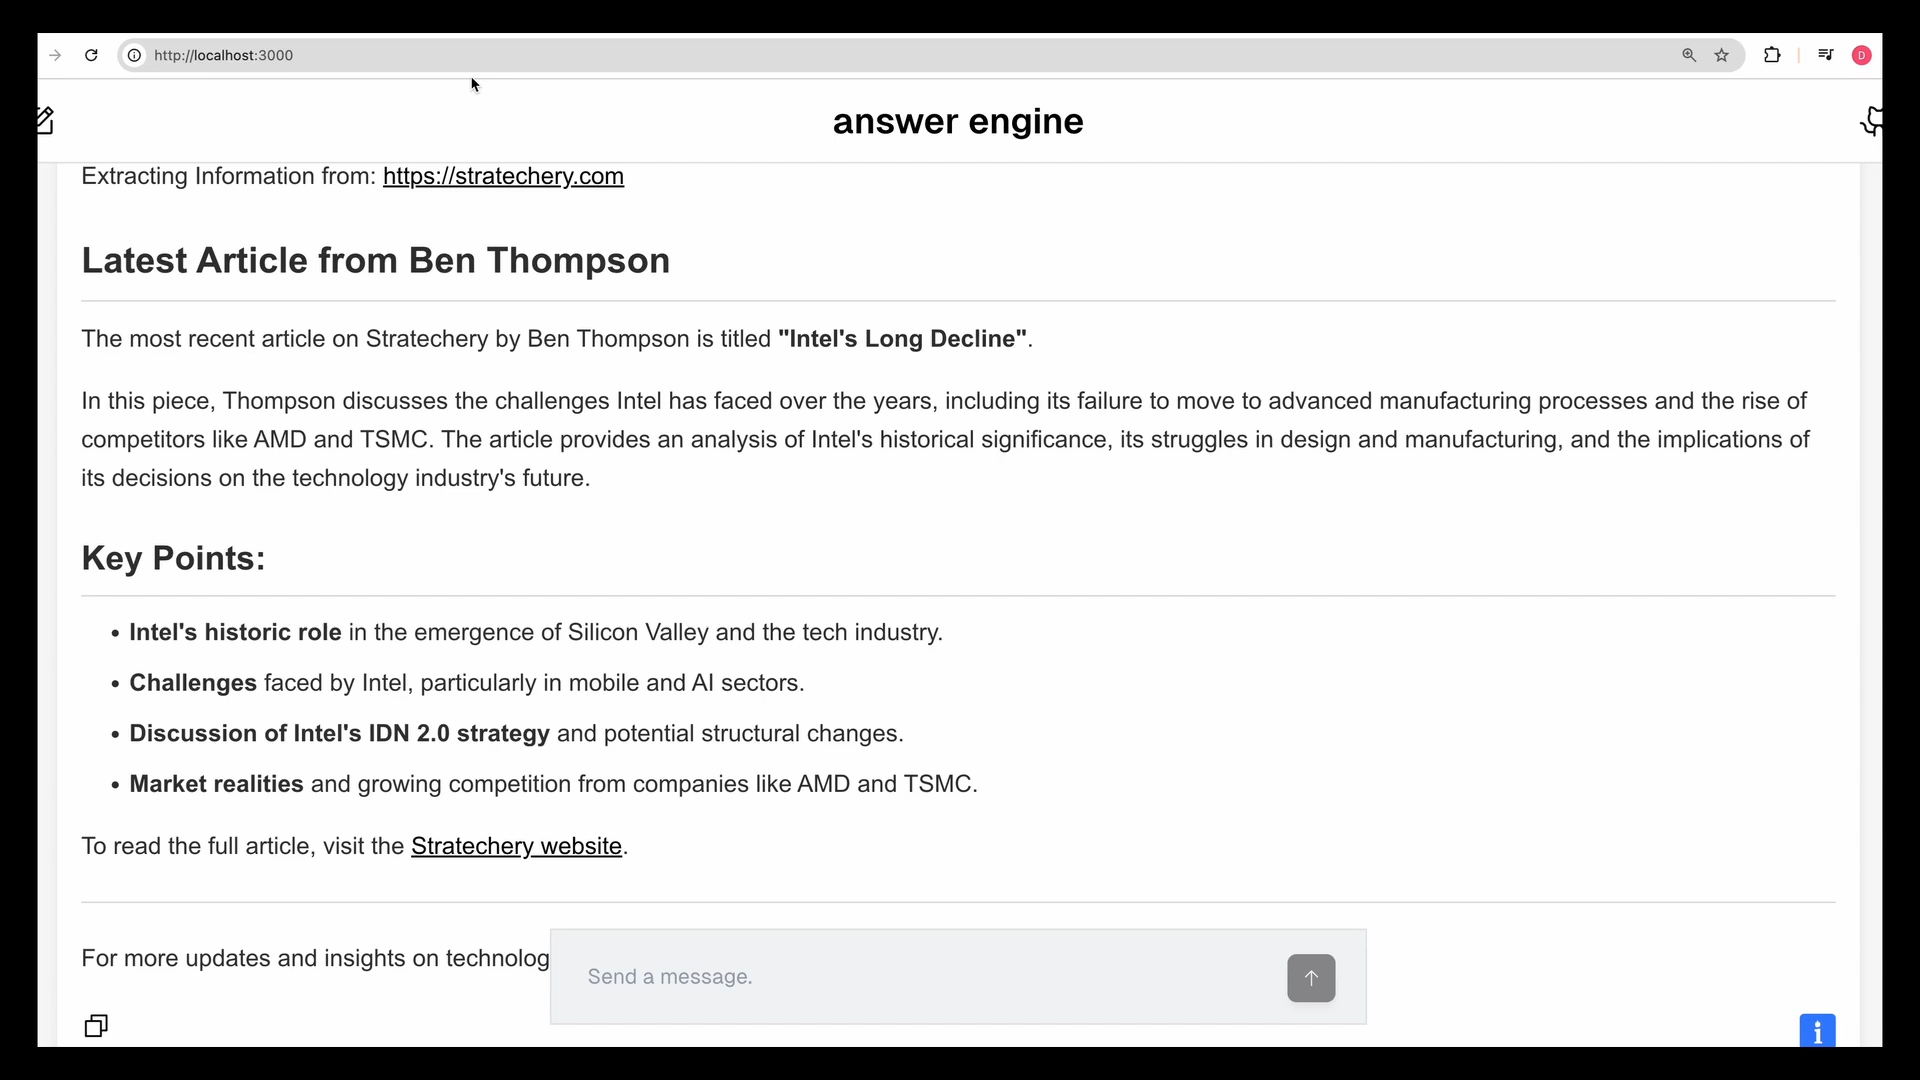 http://localhost:3000
D
answer engine
Extracting Information from: https://stratechery.com
Latest Article from Ben Thompson
The most recent article on Stratechery by Ben Thompson is titled "Intel's Long Decline".
In this piece, Thompson discusses the challenges Intel has faced over the years, including its failure to move to advanced manufacturing processes and the rise of
competitors like AMD and TSMC. The article provides an analysis of Intel's historical significance, its struggles in design and manufacturing, and the implications of
its decisions on the technology industry's future.
Key Points:
• Intel's historic role in the emergence of Silicon Valley and the tech industry.
• Challenges faced by Intel, particularly in mobile and AI sectors.
• Discussion of Intel's IDN 2.0 strategy and potential structural changes.
• Market realities and growing competition from companies like AMD and TSMC.
To read the full article, visit the Stratechery website.
For more updates and insights on technolog
Send a message.
i